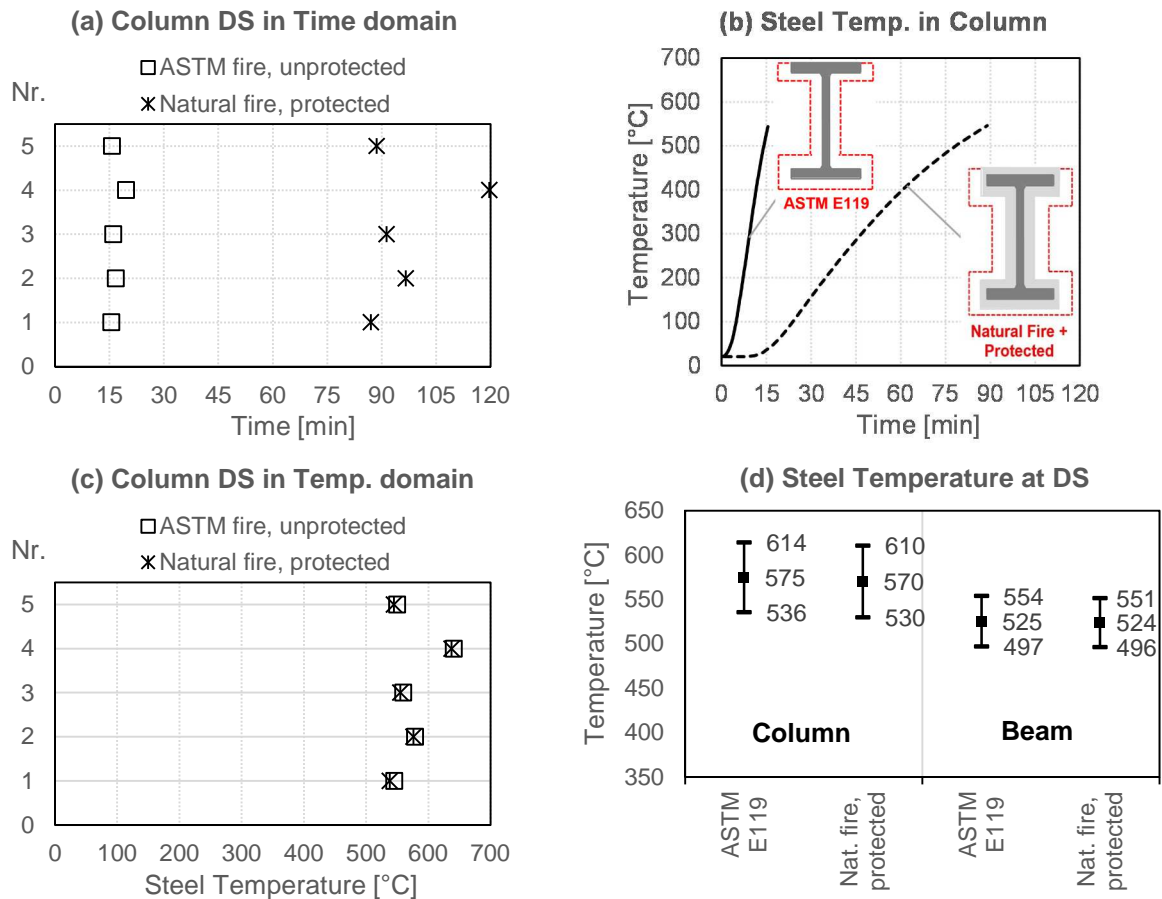 (a) Column DS in Time domain
ASTM fire, unprotected
Natural fire, protected
Nr.
5
4
3
2
1
0
0 15 30 45 60 75 90 105 120
Time [min]
(b) Steel Temp. in Column
Temperature [°C]
700
600
500
400
300
200
100
0
ASTM E119
Natural Fire +
Protected
0 15 30 45 60 75 90 105 120
Time [min]
(c) Column DS in Temp. domain
ASTM fire, unprotected
Natural fire, protected
Nr.
5
4
3
2
1
0
0 100 200 300 400 500 600 700
Steel Temperature [°C]
(d) Steel Temperature at DS
Temperature [°C]
650
600
550
500
450
400
350
614
575
536
610
570
530
554
525
497
551
524
496
Column
Beam
ASTM
E119
Nat. fire,
protected
ASTM
E119
Nat. fire,
protected